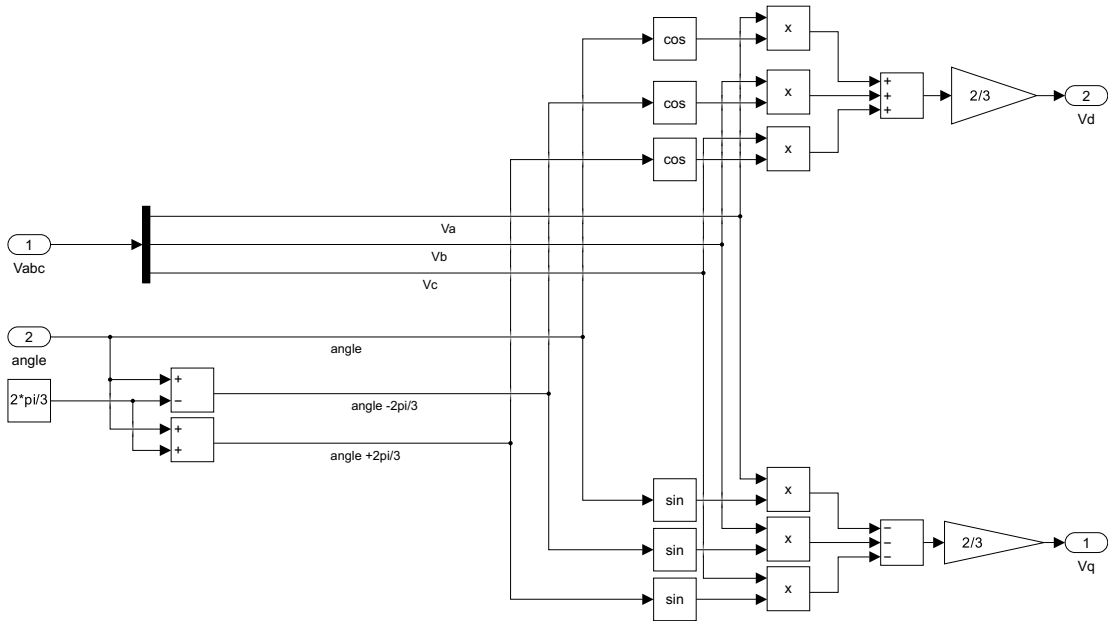 cos
x
cos
x
cos
x
+
+
+
2/3
2
Vd
Va
1
Vabc
Vb
Vc
2
angle
angle
2*pi/3
+
−
angle -2pi/3
+
+
angle +2pi/3
sin
x
sin
x
sin
x
−
−
−
2/3
1
Vq